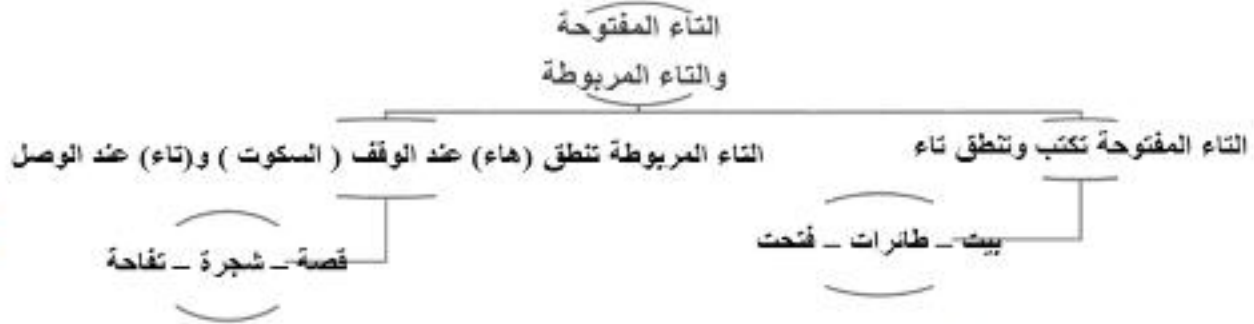 التاء المفتوحة
والتاء المربوطة
التاء المفتوحة تكتب وتنطق تاء
التاء المربوطة تنطق (هاء) عند الوقف ( السكوت ) و(تاء) عند الوصل
بيت – طائرات – فتحت
قصة – شجرة – تفاحة